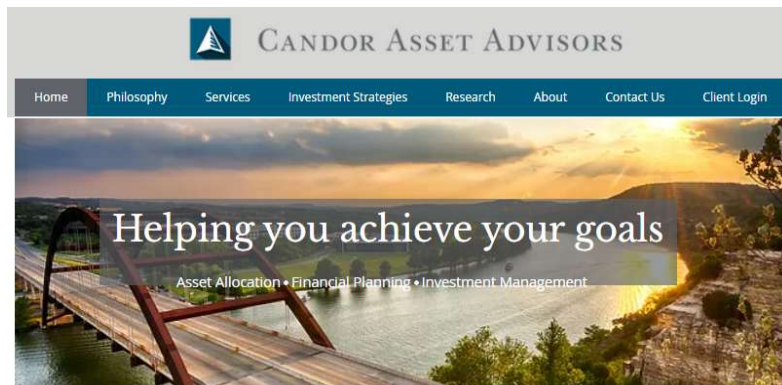 CANDOR ASSET ADVISORS
Home Philosophy Services Investment Strategies Research About Contact Us Client Login
Helping you achieve your goals
Asset Allocation • Financial Planning • Investment Management